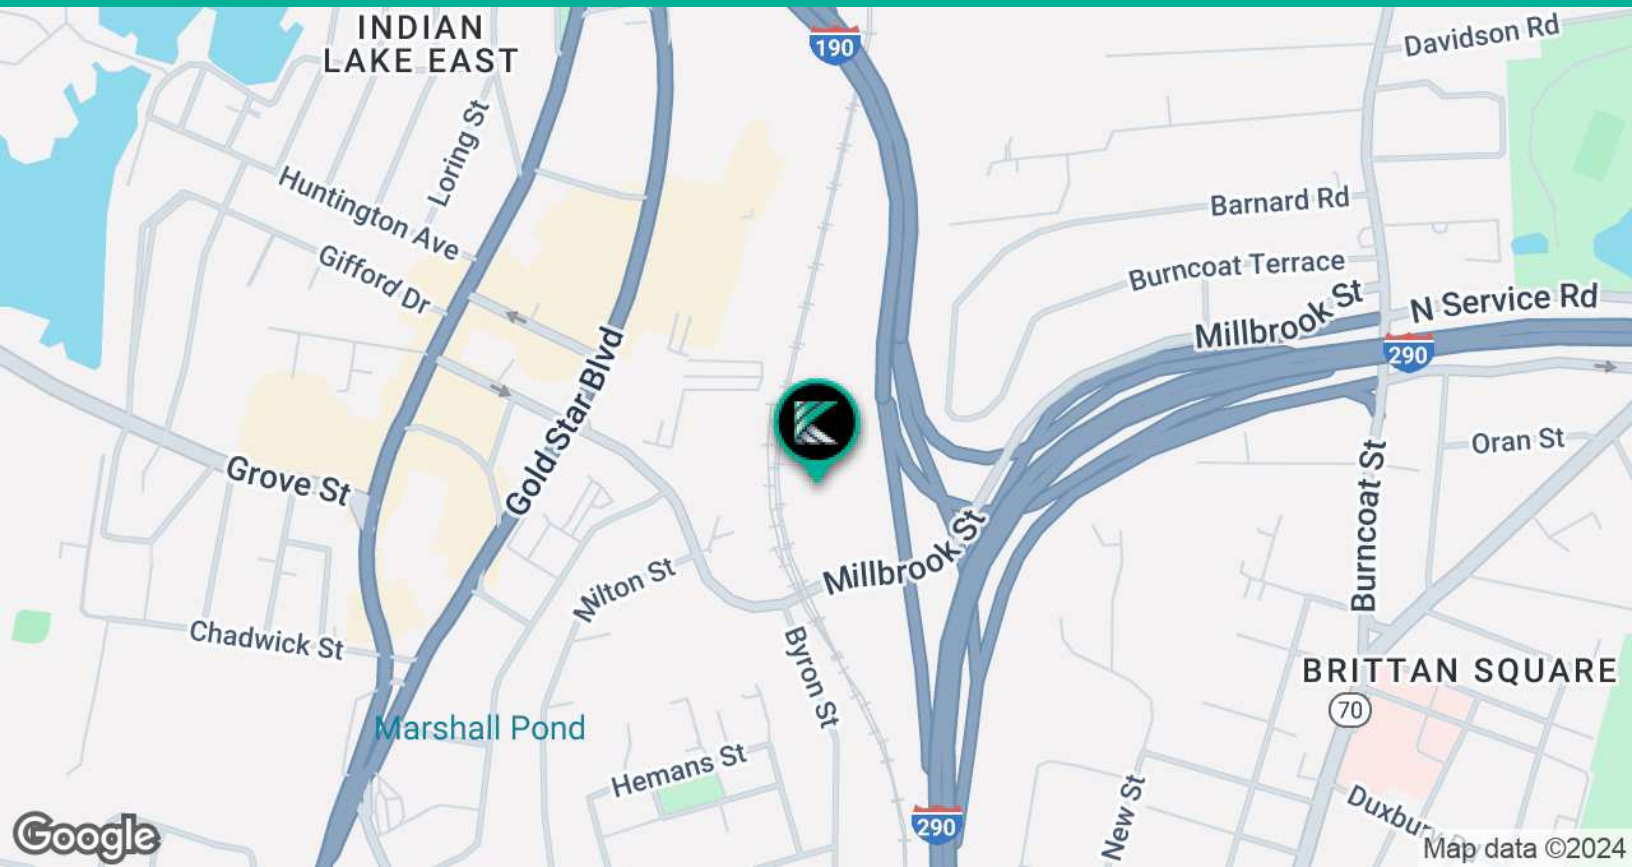 INDIAN
LAKE EAST
190
Davidson Rd
Loring St
Huntington Ave
Gifford Dr
Barnard Rd
Burncoat Terrace
Millbrook St
N Service Rd
290
Gold Star Blvd
Grove St
Oran St
Burncoat St
Millbrook St
Milton St
Chadwick St
Byron St
BRITTAN SQUARE
70
Marshall Pond
Hemans St
New St
Duxbury
290
Google
Map data ©2024